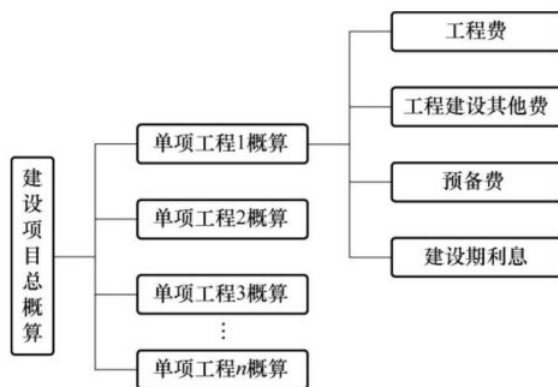 建设项目总概算
单项工程1概算
单项工程2概算
单项工程3概算
⋮
单项工程n概算
工程费
工程建设其他费
预备费
建设期利息